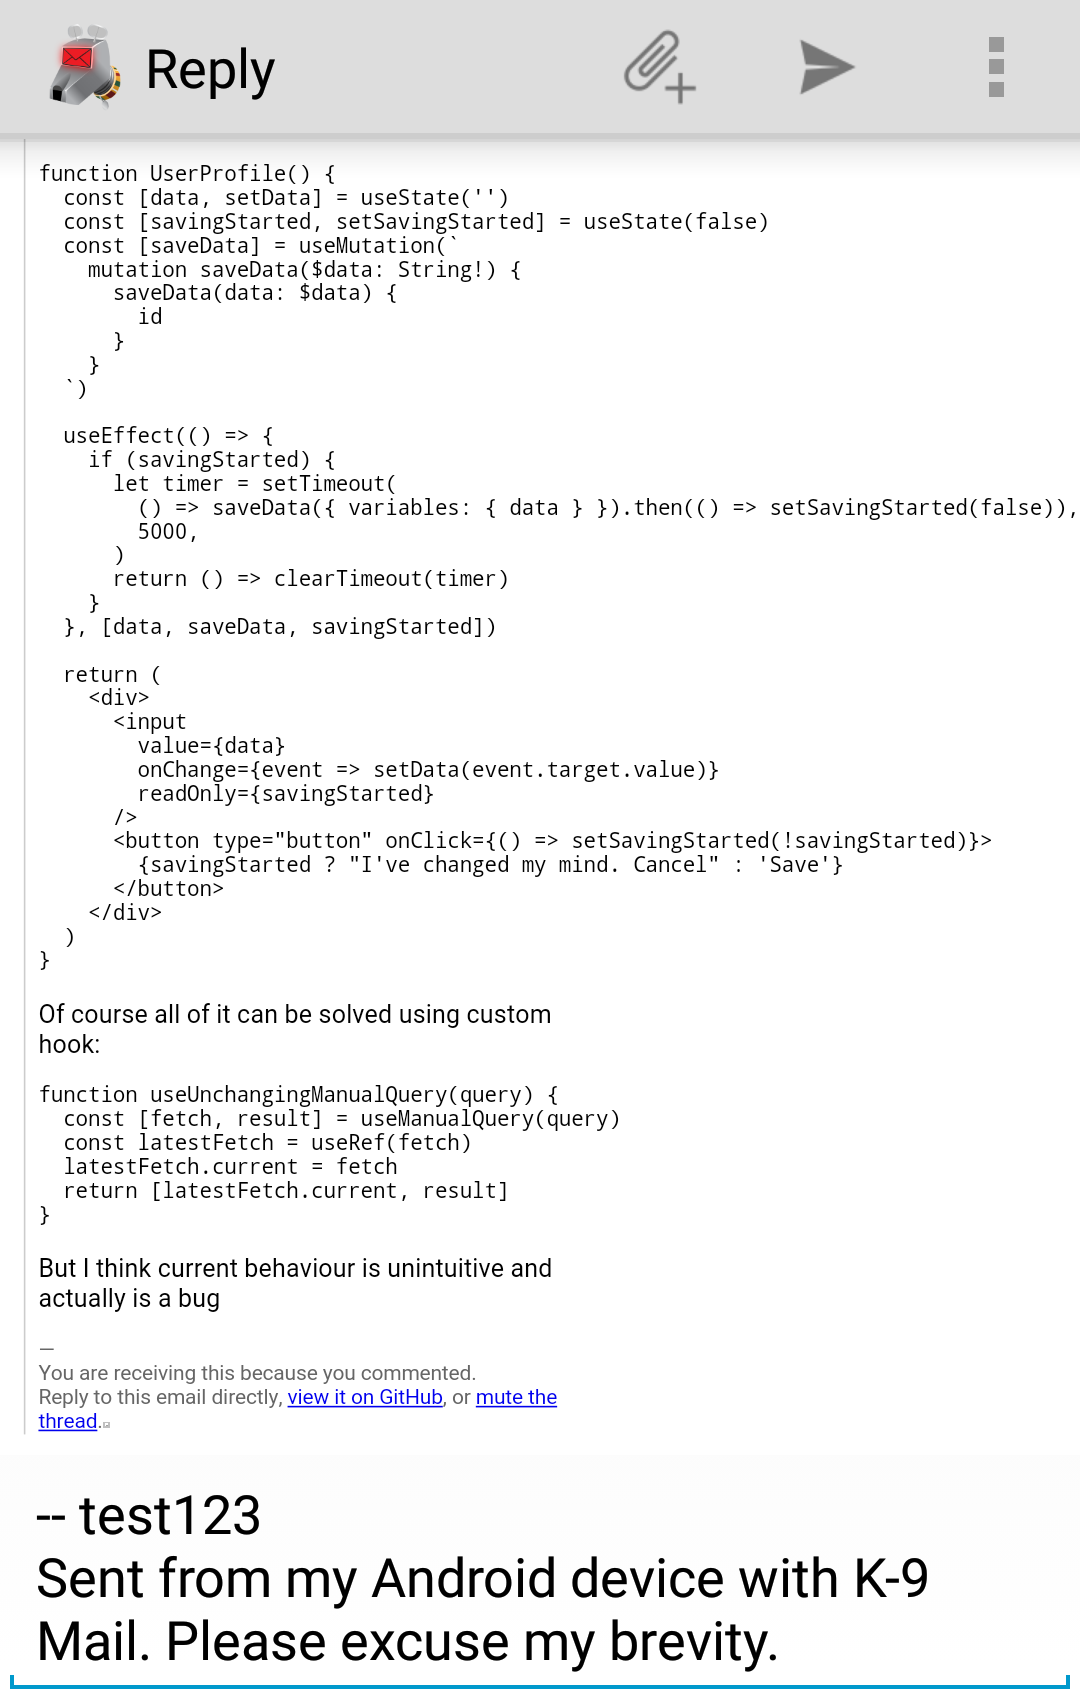 Reply
function UserProfile() {
  const [data, setData] = useState('')
  const [savingStarted, setSavingStarted] = useState(false)
  const [saveData] = useMutation(`
    mutation saveData($data: String!) {
      saveData(data: $data) {
        id
      }
    }
  `)

  useEffect(() => {
    if (savingStarted) {
      let timer = setTimeout(
        () => saveData({ variables: { data } }).then(() => setSavingStarted(false)),
        5000,
      )
      return () => clearTimeout(timer)
    }
  }, [data, saveData, savingStarted])

  return (
    <div>
      <input
        value={data}
        onChange={event => setData(event.target.value)}
        readOnly={savingStarted}
      />
      <button type="button" onClick={() => setSavingStarted(!savingStarted)}>
        {savingStarted ? "I've changed my mind. Cancel" : 'Save'}
      </button>
    </div>
  )
}

Of course all of it can be solved using custom
hook:

function useUnchangingManualQuery(query) {
  const [fetch, result] = useManualQuery(query)
  const latestFetch = useRef(fetch)
  latestFetch.current = fetch
  return [latestFetch.current, result]
}

But I think current behaviour is unintuitive and
actually is a bug

—
You are receiving this because you commented.
Reply to this email directly, view it on GitHub, or mute the
thread.

-- test123
Sent from my Android device with K-9
Mail. Please excuse my brevity.